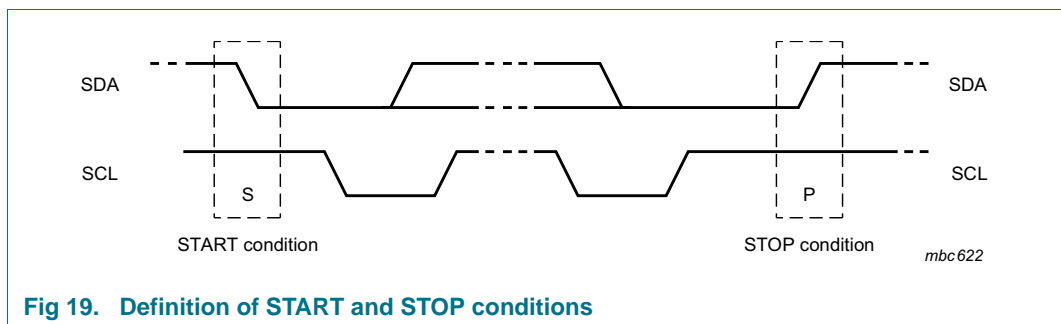 SDA SDA
SCL SCL
S P
START condition STOP condition
mbc622
Fig 19. Definition of START and STOP conditions